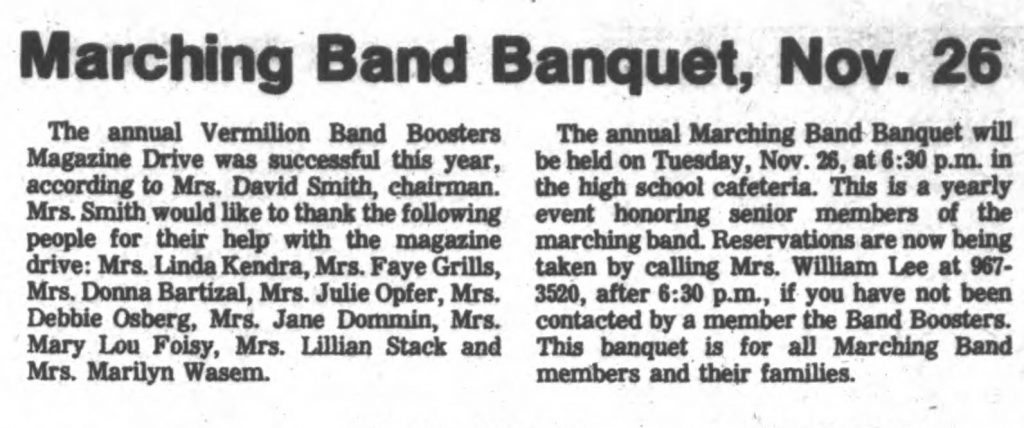 Marching Band Banquet, Nov. 26
The annual Vermilion Band Boosters
Magazine Drive was successful this year,
according to Mrs. David Smith, chairman.
Mrs. Smith would like to thank the following
people for their help with the magazine
drive: Mrs. Linda Kendra, Mrs. Faye Grills,
Mrs. Donna Bartizal, Mrs. Julie Opfer, Mrs.
Debbie Osberg, Mrs. Jane Dommin, Mrs.
Mary Lou Foisy, Mrs. Lillian Stack and
Mrs. Marilyn Wasem.
The annual Marching Band Banquet will
be held on Tuesday, Nov. 26, at 6:30 p.m. in
the high school cafeteria. This is a yearly
event honoring senior members of the
marching band. Reservations are now being
taken by calling Mrs. William Lee at 967-
3520, after 6:30 p.m., if you have not been
contacted by a member the Band Boosters.
This banquet is for all Marching Band
members and their families.